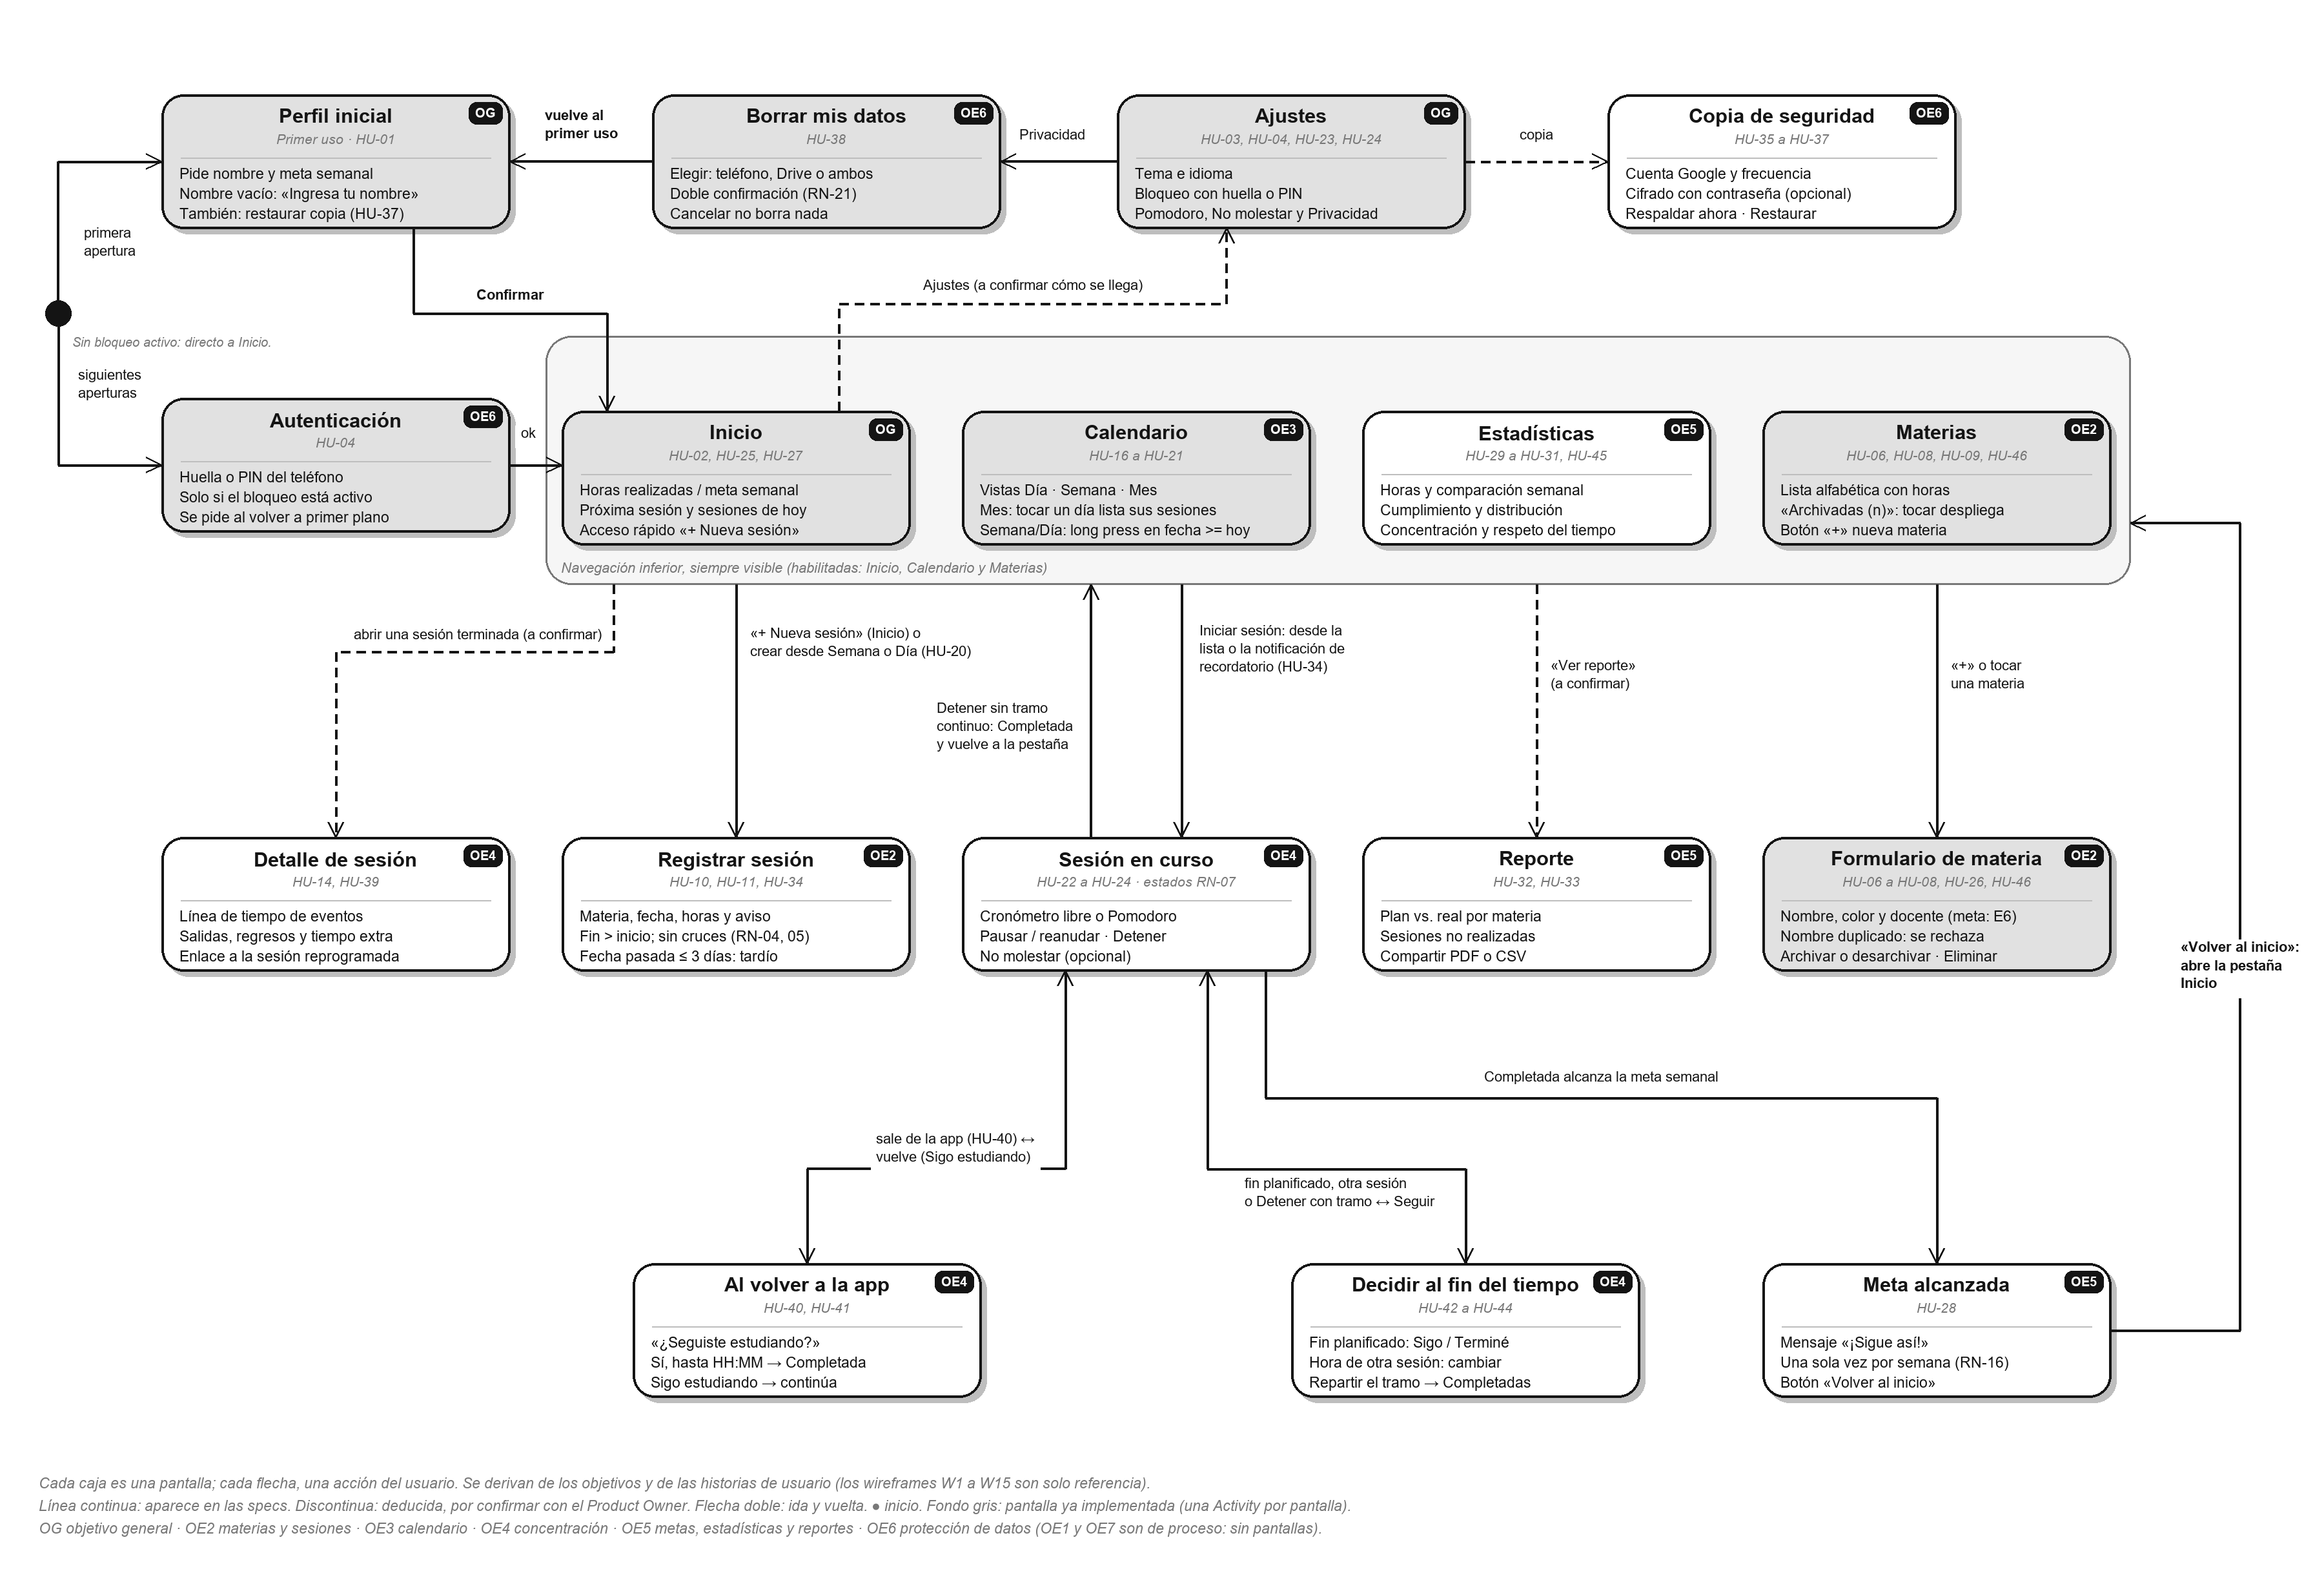 Perfil inicial
OG
Primer uso · HU-01
Pide nombre y meta semanal
Nombre vacío: «Ingresa tu nombre»
También: restaurar copia (HU-37)
vuelve al
primer uso
Borrar mis datos
OE6
HU-38
Elegir: teléfono, Drive o ambos
Doble confirmación (RN-21)
Cancelar no borra nada
Privacidad
Ajustes
OG
HU-03, HU-04, HU-23, HU-24
Tema e idioma
Bloqueo con huella o PIN
Pomodoro, No molestar y Privacidad
copia
Copia de seguridad
OE6
HU-35 a HU-37
Cuenta Google y frecuencia
Cifrado con contraseña (opcional)
Respaldar ahora · Restaurar
primera
apertura
Confirmar
Ajustes (a confirmar cómo se llega)
Sin bloqueo activo: directo a Inicio.
siguientes
aperturas
Autenticación
OE6
HU-04
Huella o PIN del teléfono
Solo si el bloqueo está activo
Se pide al volver a primer plano
ok
Inicio
OG
HU-02, HU-25, HU-27
Horas realizadas / meta semanal
Próxima sesión y sesiones de hoy
Acceso rápido «+ Nueva sesión»
Calendario
OE3
HU-16 a HU-21
Vistas Día · Semana · Mes
Mes: tocar un día lista sus sesiones
Semana/Día: long press en fecha >= hoy
Estadísticas
OE5
HU-29 a HU-31, HU-45
Horas y comparación semanal
Cumplimiento y distribución
Concentración y respeto del tiempo
Materias
OE2
HU-06, HU-08, HU-09, HU-46
Lista alfabética con horas
«Archivadas (n)»: tocar despliega
Botón «+» nueva materia
Navegación inferior, siempre visible (habilitadas: Inicio, Calendario y Materias)
abrir una sesión terminada (a confirmar)
«+ Nueva sesión» (Inicio) o
crear desde Semana o Día (HU-20)
Detener sin tramo
continuo: Completada
y vuelve a la pestaña
Iniciar sesión: desde la
lista o la notificación de
recordatorio (HU-34)
«Ver reporte»
(a confirmar)
«+» o tocar
una materia
Detalle de sesión
OE4
HU-14, HU-39
Línea de tiempo de eventos
Salidas, regresos y tiempo extra
Enlace a la sesión reprogramada
Registrar sesión
OE2
HU-10, HU-11, HU-34
Materia, fecha, horas y aviso
Fin > inicio; sin cruces (RN-04, 05)
Fecha pasada ≤ 3 días: tardío
Sesión en curso
OE4
HU-22 a HU-24 · estados RN-07
Cronómetro libre o Pomodoro
Pausar / reanudar · Detener
No molestar (opcional)
Reporte
OE5
HU-32, HU-33
Plan vs. real por materia
Sesiones no realizadas
Compartir PDF o CSV
Formulario de materia
OE2
HU-06 a HU-08, HU-26, HU-46
Nombre, color y docente (meta: E6)
Nombre duplicado: se rechaza
Archivar o desarchivar · Eliminar
«Volver al inicio»:
abre la pestaña
Inicio
Completada alcanza la meta semanal
sale de la app (HU-40) ↔
vuelve (Sigo estudiando)
fin planificado, otra sesión
o Detener con tramo ↔ Seguir
Al volver a la app
OE4
HU-40, HU-41
«¿Seguiste estudiando?»
Sí, hasta HH:MM → Completada
Sigo estudiando → continúa
Decidir al fin del tiempo
OE4
HU-42 a HU-44
Fin planificado: Sigo / Terminé
Hora de otra sesión: cambiar
Repartir el tramo → Completadas
Meta alcanzada
OE5
HU-28
Mensaje «¡Sigue así!»
Una sola vez por semana (RN-16)
Botón «Volver al inicio»
Cada caja es una pantalla; cada flecha, una acción del usuario. Se derivan de los objetivos y de las historias de usuario (los wireframes W1 a W15 son solo referencia).
Línea continua: aparece en las specs. Discontinua: deducida, por confirmar con el Product Owner. Flecha doble: ida y vuelta. ● inicio. Fondo gris: pantalla ya implementada (una Activity por pantalla).
OG objetivo general · OE2 materias y sesiones · OE3 calendario · OE4 concentración · OE5 metas, estadísticas y reportes · OE6 protección de datos (OE1 y OE7 son de proceso: sin pantallas).